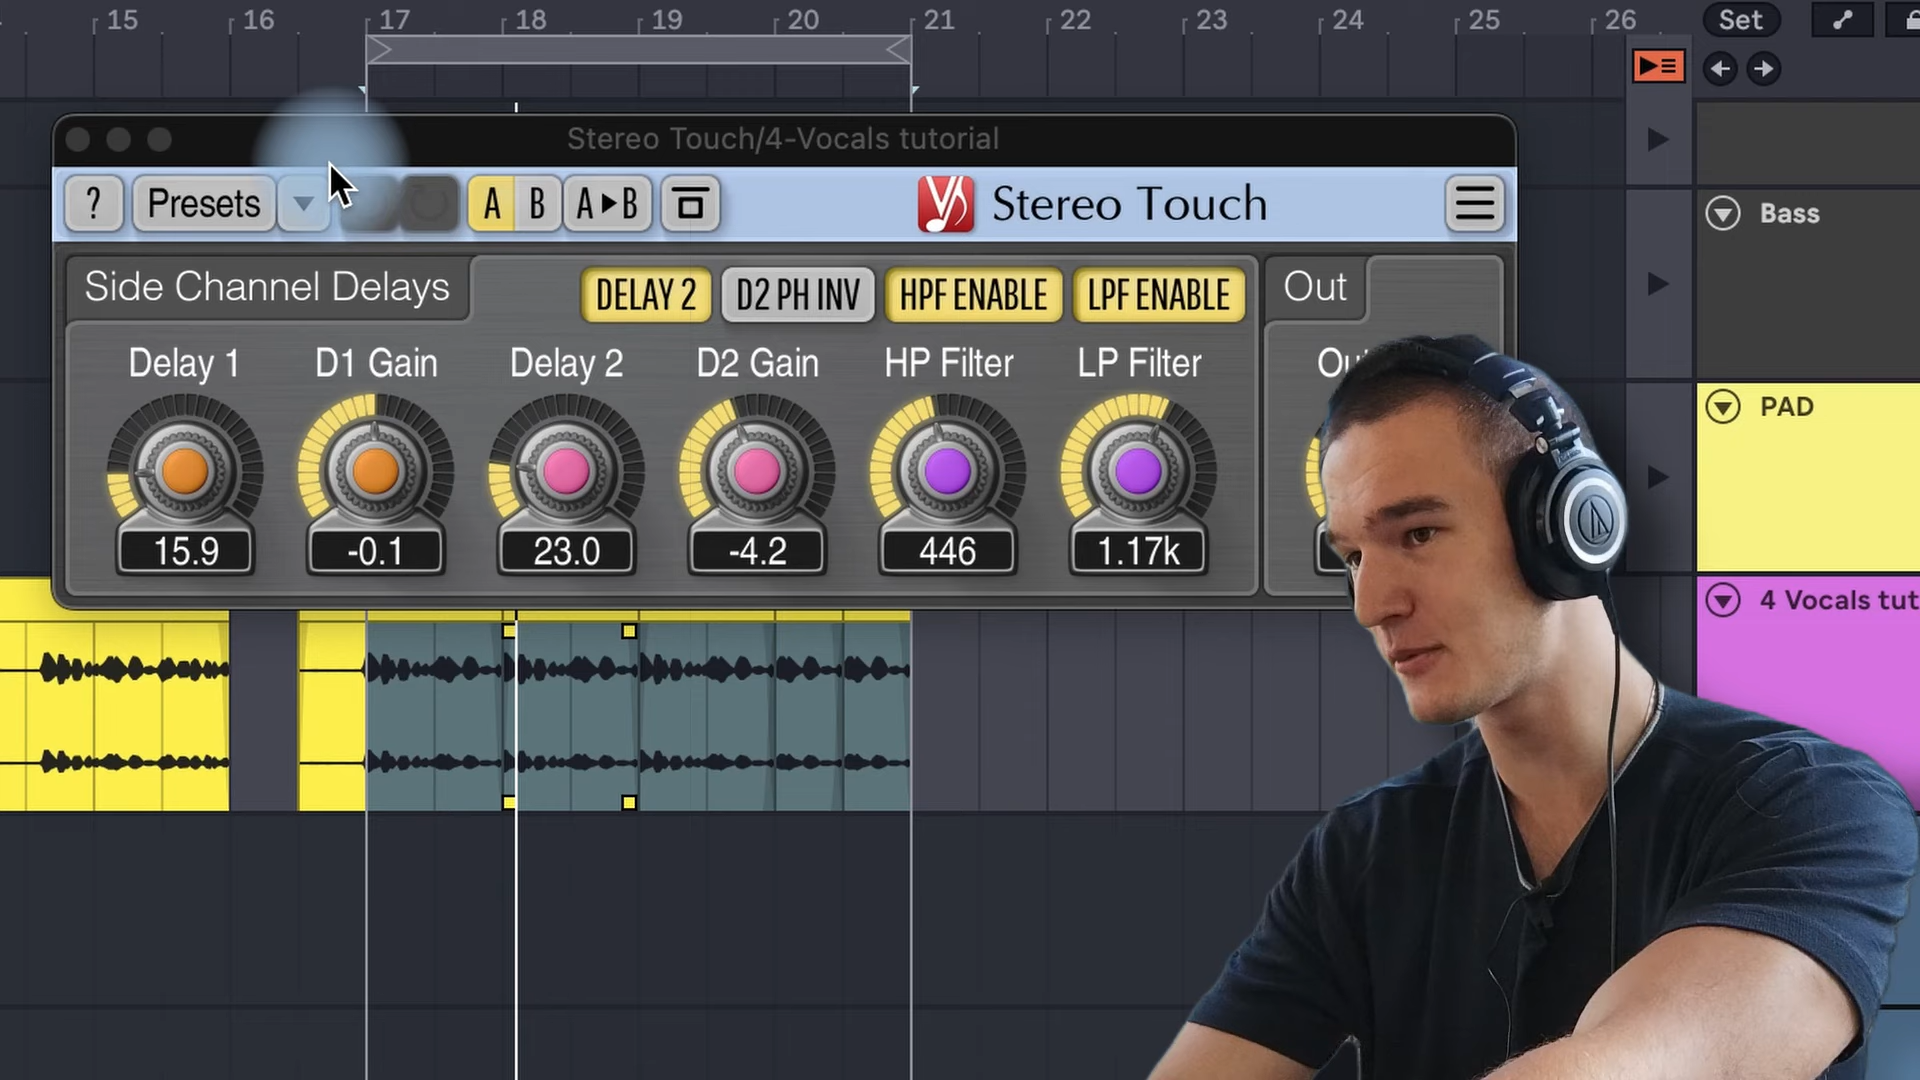 15 16 17 18 19 20 21 22 23 24 25 26 Set
Stereo Touch/4-Vocals tutorial
? Presets A B A▶B Stereo Touch
Side Channel Delays DELAY 2 D2 PH INV HPF ENABLE LPF ENABLE Out
Delay 1 D1 Gain Delay 2 D2 Gain HP Filter LP Filter
15.9 -0.1 23.0 -4.2 446 1.17k
Bass
PAD
4 Vocals tut